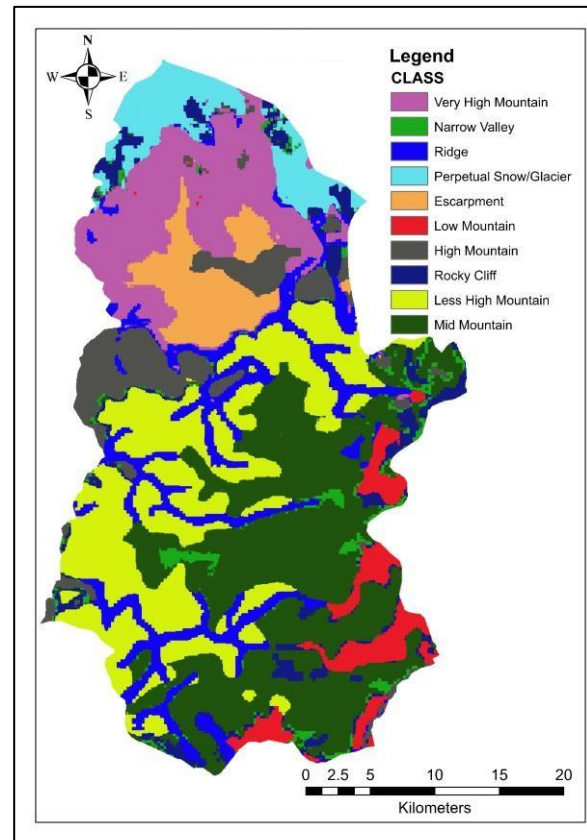 N
W E
S
Legend
CLASS
Very High Mountain
Narrow Valley
Ridge
Perpetual Snow/Glacier
Escarpment
Low Mountain
High Mountain
Rocky Cliff
Less High Mountain
Mid Mountain
0 2.5 5 10 15 20
Kilometers